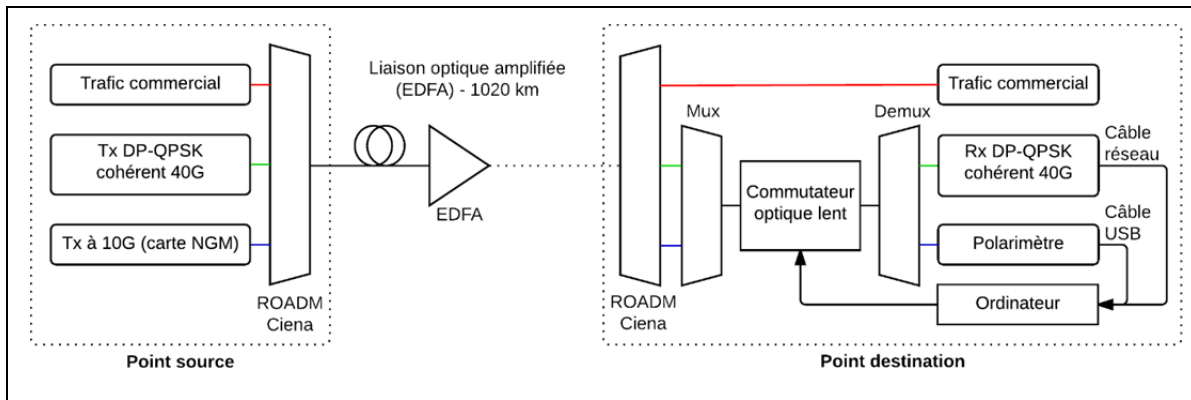 Trafic commercial
Tx DP-QPSK
cohérent 40G
Tx à 10G (carte NGM)
ROADM
Ciena
Point source
Liaison optique amplifiée
(EDFA) - 1020 km
EDFA
ROADM
Ciena
Mux
Commutateur
optique lent
Demux
Trafic commercial
Rx DP-QPSK
cohérent 40G
Câble
réseau
Polarimètre
Câble
USB
Ordinateur
Point destination